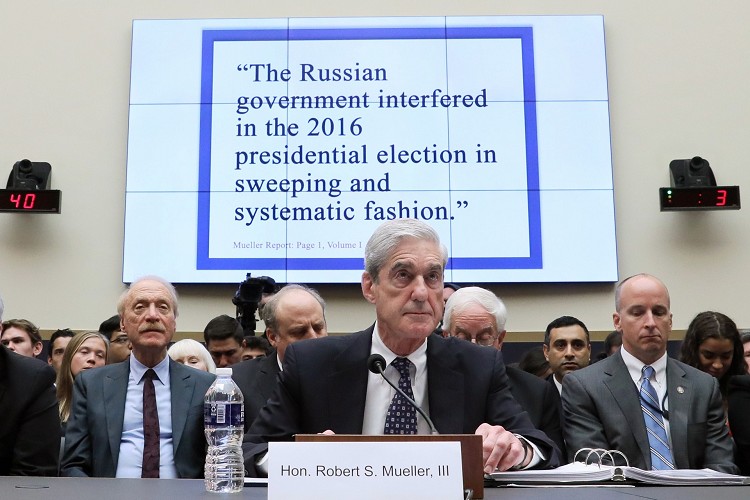 “The Russian
government interfered
in the 2016
presidential election in
sweeping and
systematic fashion.”
Mueller Report: Page 1, Volume I
40
: 3
Hon. Robert S. Mueller, III